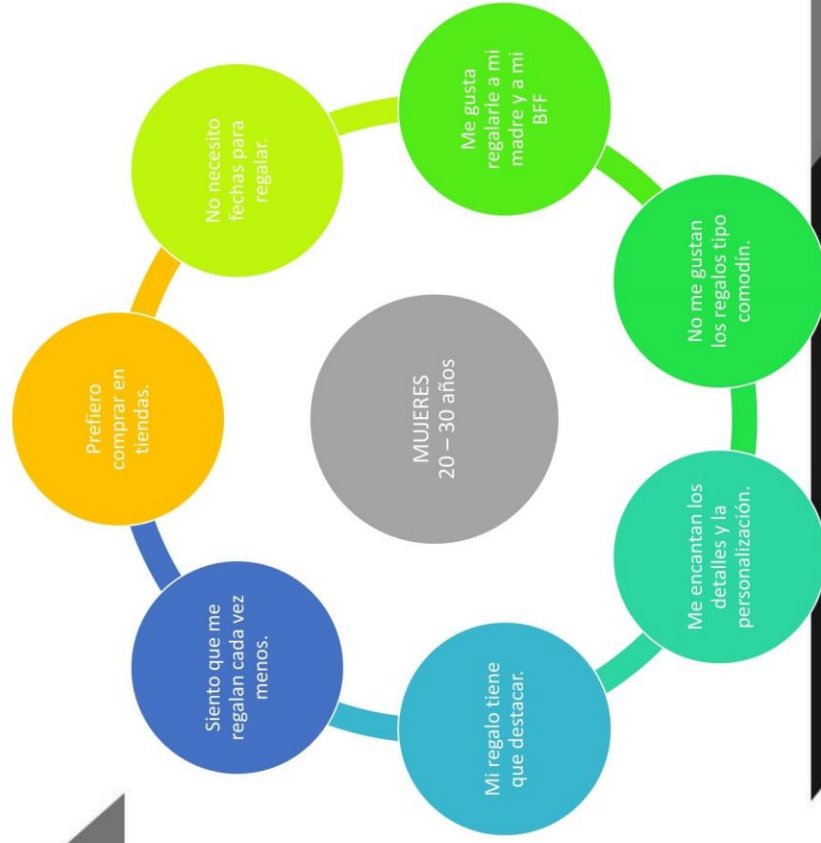 Prefiero
comprar en
tiendas.
No necesito
fechas para
regalar.
Me gusta
regalarle a mi
madre y a mi
BFF
No me gustan
los regalos tipo
comodín.
Me encantan los
detalles y la
personalización.
Mi regalo tiene
que destacar.
Siento que me
regalan cada vez
menos.
MUJERES
20 – 30 años